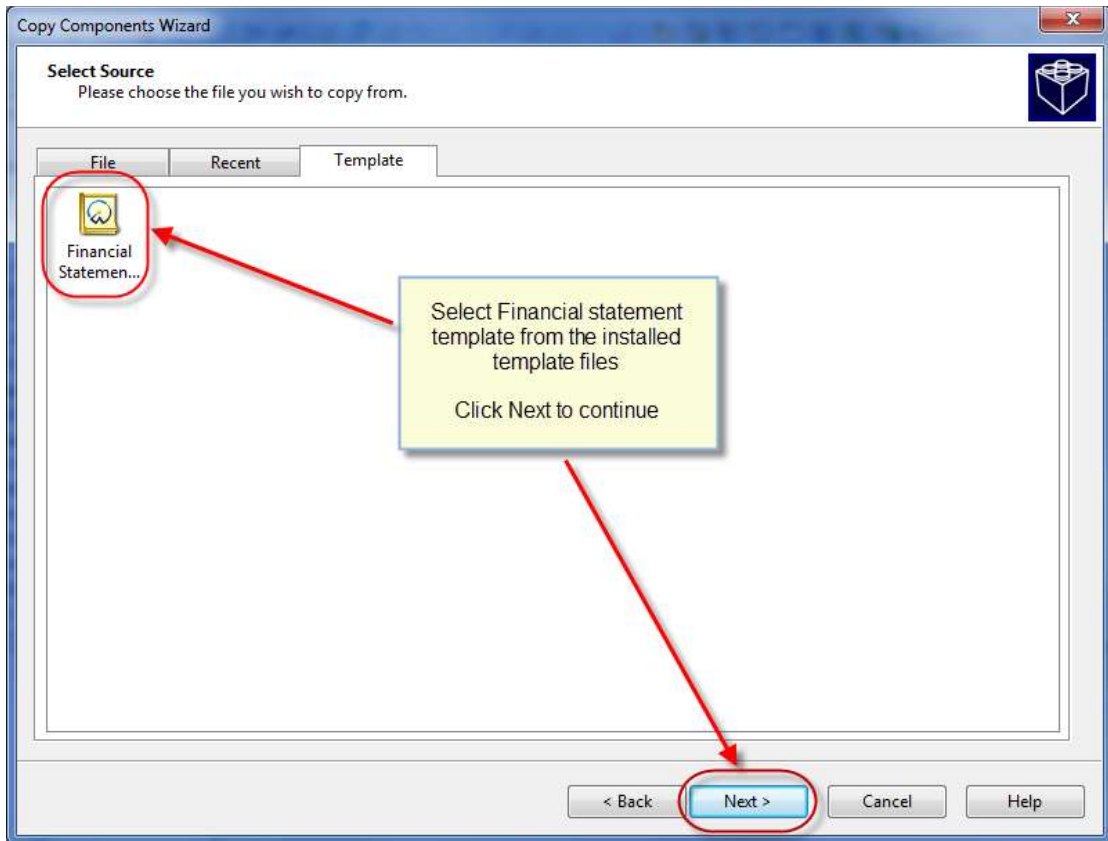 Copy Components Wizard
Select Source
Please choose the file you wish to copy from.
File
Recent
Template
Financial
Statemen...
Select Financial statement
template from the installed
template files
Click Next to continue
< Back
Next >
Cancel
Help